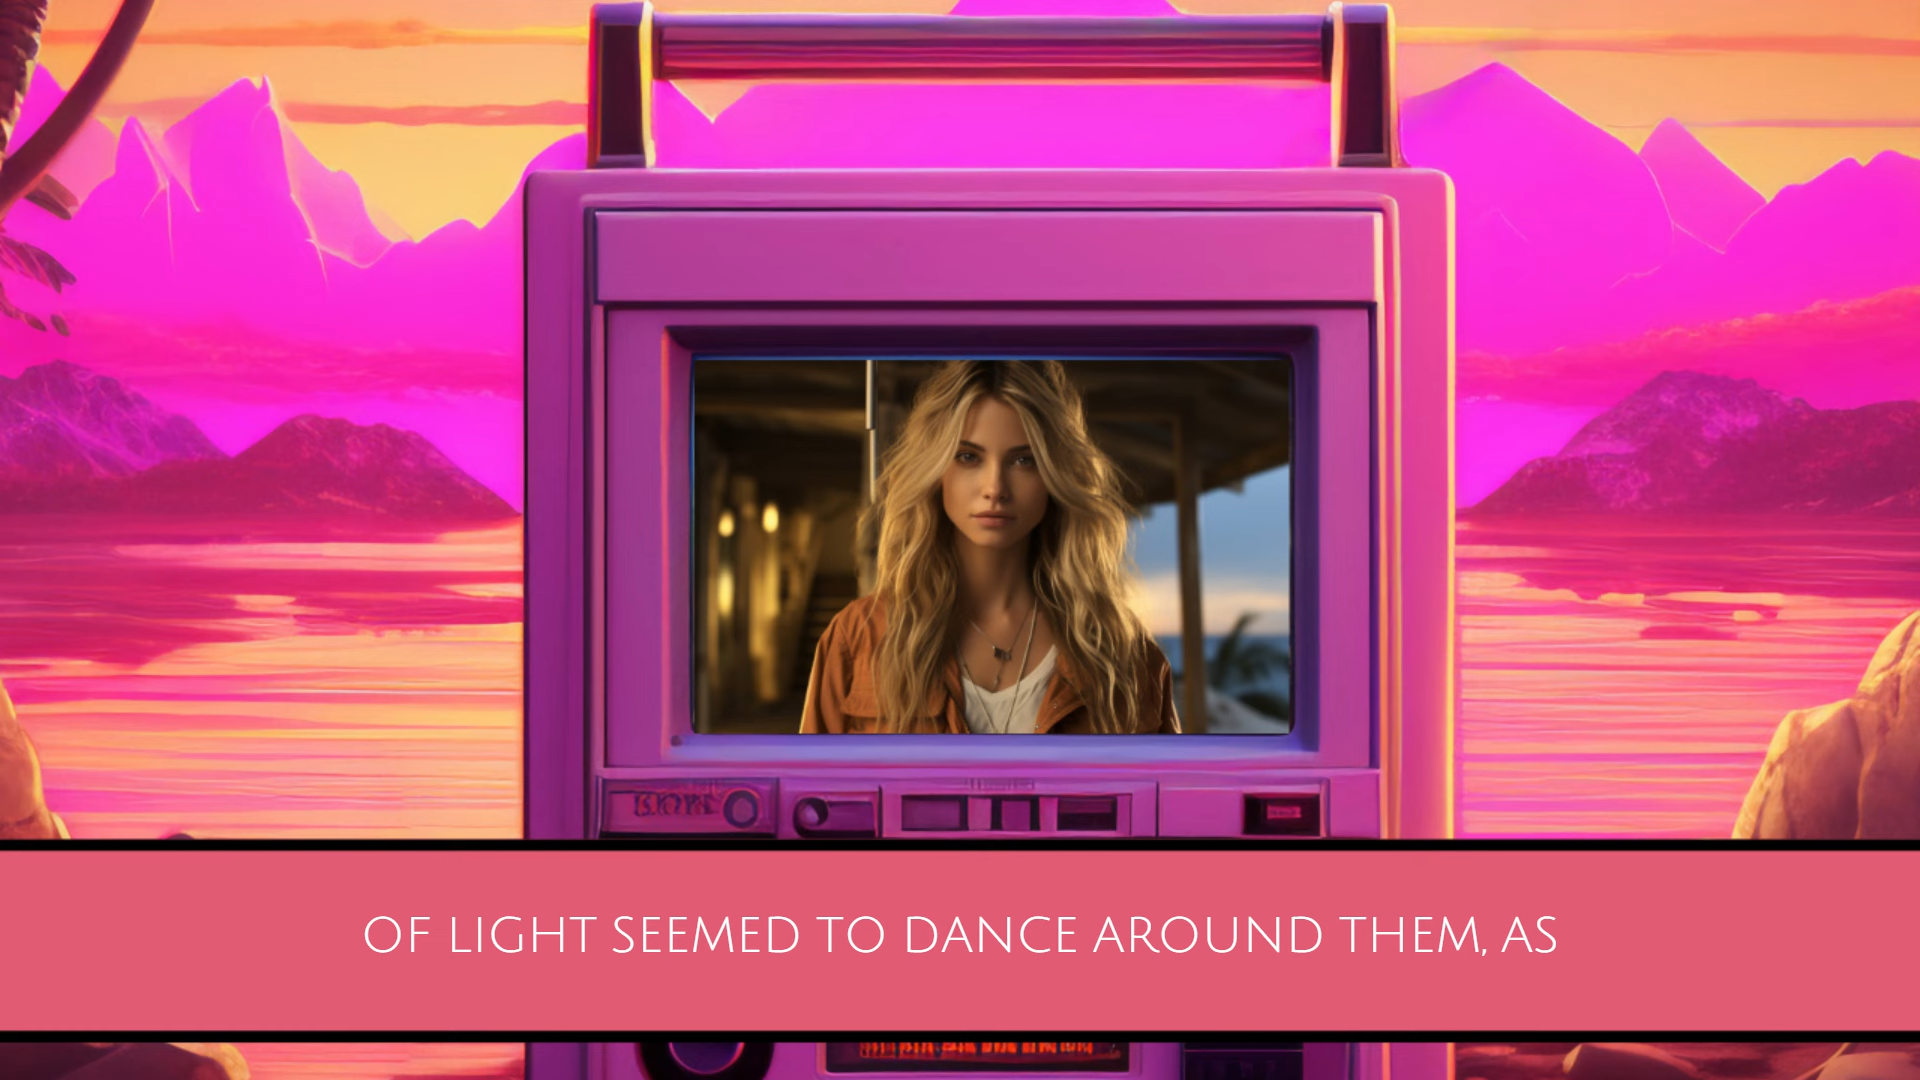 OF LIGHT SEEMED TO DANCE AROUND THEM, AS